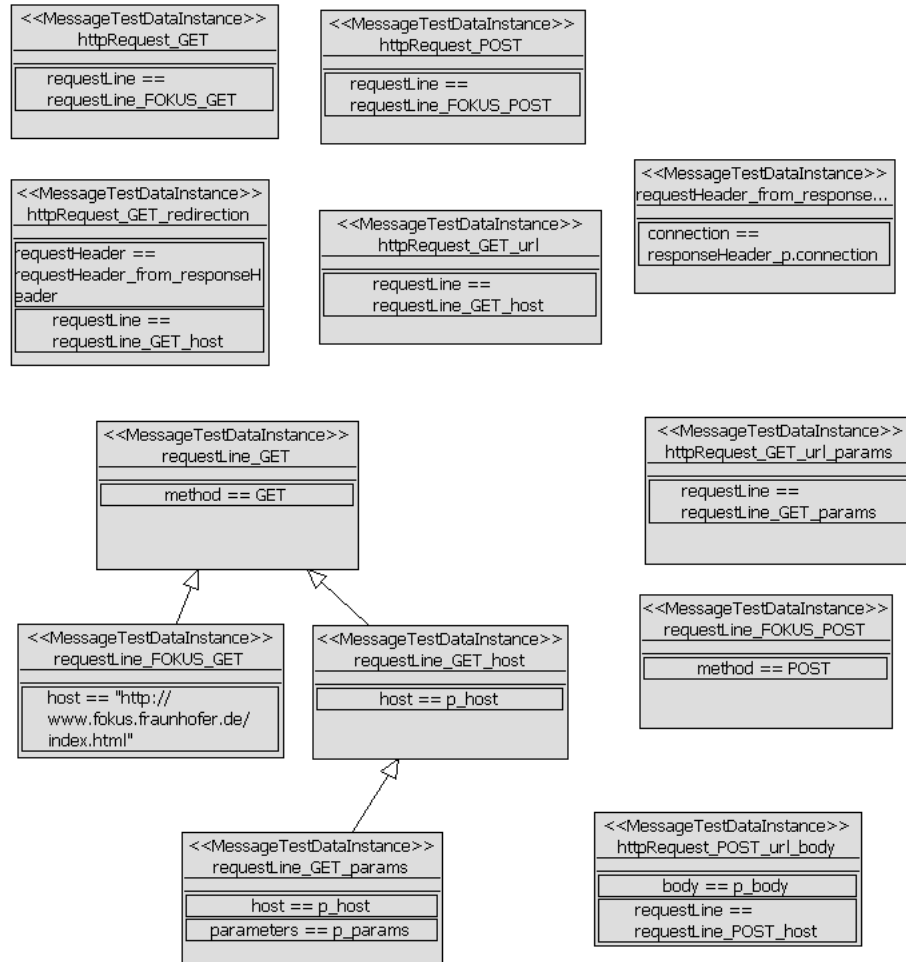 <<MessageTestDataInstance>>
httpRequest_GET
requestLine ==
requestLine_FOKUS_GET
<<MessageTestDataInstance>>
httpRequest_POST
requestLine ==
requestLine_FOKUS_POST
<<MessageTestDataInstance>>
httpRequest_GET_redirection
requestHeader ==
requestHeader_from_responseH
eader
requestLine ==
requestLine_GET_host
<<MessageTestDataInstance>>
httpRequest_GET_url
requestLine ==
requestLine_GET_host
<<MessageTestDataInstance>>
requestHeader_from_response...
connection ==
responseHeader_p.connection
<<MessageTestDataInstance>>
requestLine_GET
method == GET
<<MessageTestDataInstance>>
httpRequest_GET_url_params
requestLine ==
requestLine_GET_params
<<MessageTestDataInstance>>
requestLine_FOKUS_GET
host == "http://
www.fokus.fraunhofer.de/
index.html"
<<MessageTestDataInstance>>
requestLine_GET_host
host == p_host
<<MessageTestDataInstance>>
requestLine_FOKUS_POST
method == POST
<<MessageTestDataInstance>>
requestLine_GET_params
host == p_host
parameters == p_params
<<MessageTestDataInstance>>
httpRequest_POST_url_body
body == p_body
requestLine ==
requestLine_POST_host